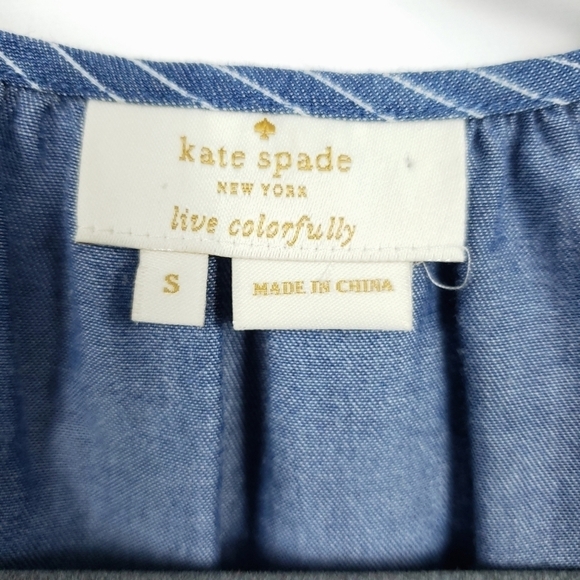 kate spade
NEW YORK
live colorfully
S
MADE IN CHINA